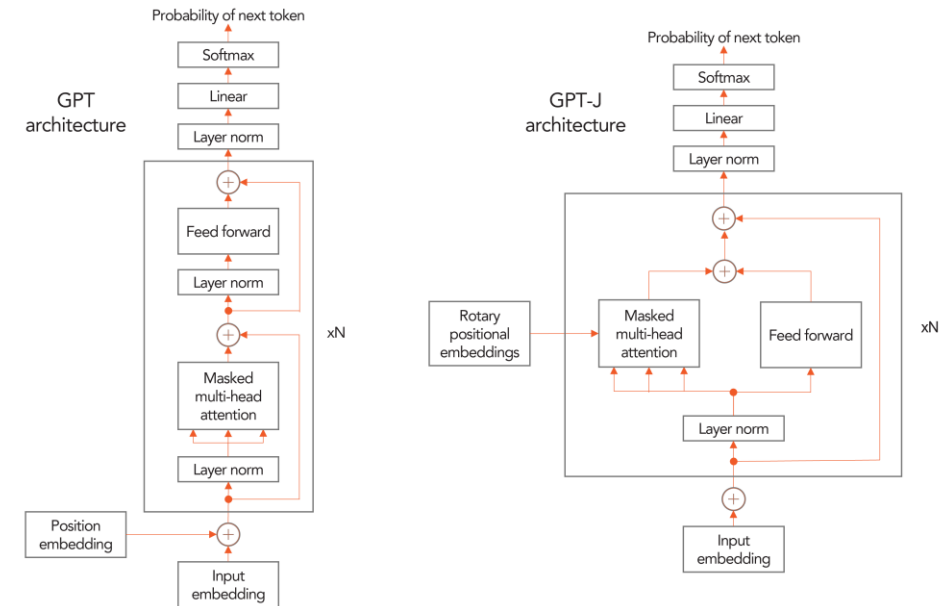 Probability of next token
Softmax
Linear
Layer norm
GPT
architecture
Feed forward
Layer norm
xN
Masked
multi-head
attention
Layer norm
Position
embedding
Input
embedding
Probability of next token
Softmax
Linear
Layer norm
GPT-J
architecture
Rotary
positional
embeddings
Masked
multi-head
attention
Feed forward
xN
Layer norm
Input
embedding